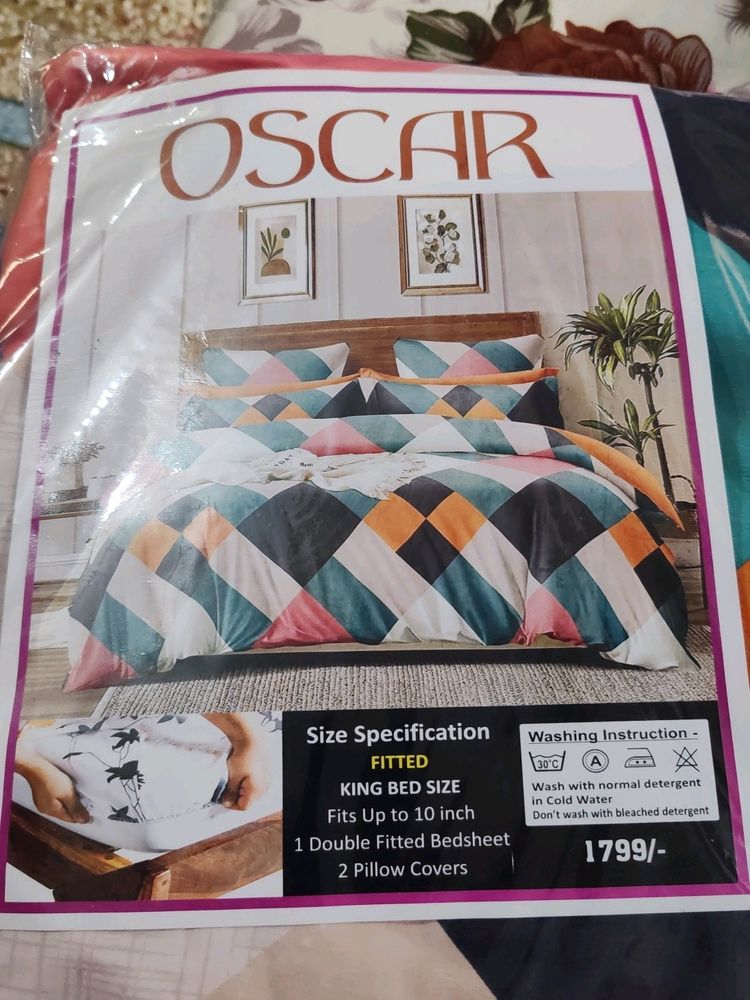 OSCAR
Size Specification
FITTED
KING BED SIZE
Fits Up to 10 inch
1 Double Fitted Bedsheet
2 Pillow Covers
Washing Instruction -
30°C
A
Wash with normal detergent
in Cold Water
Don't wash with bleached detergent
1799/-